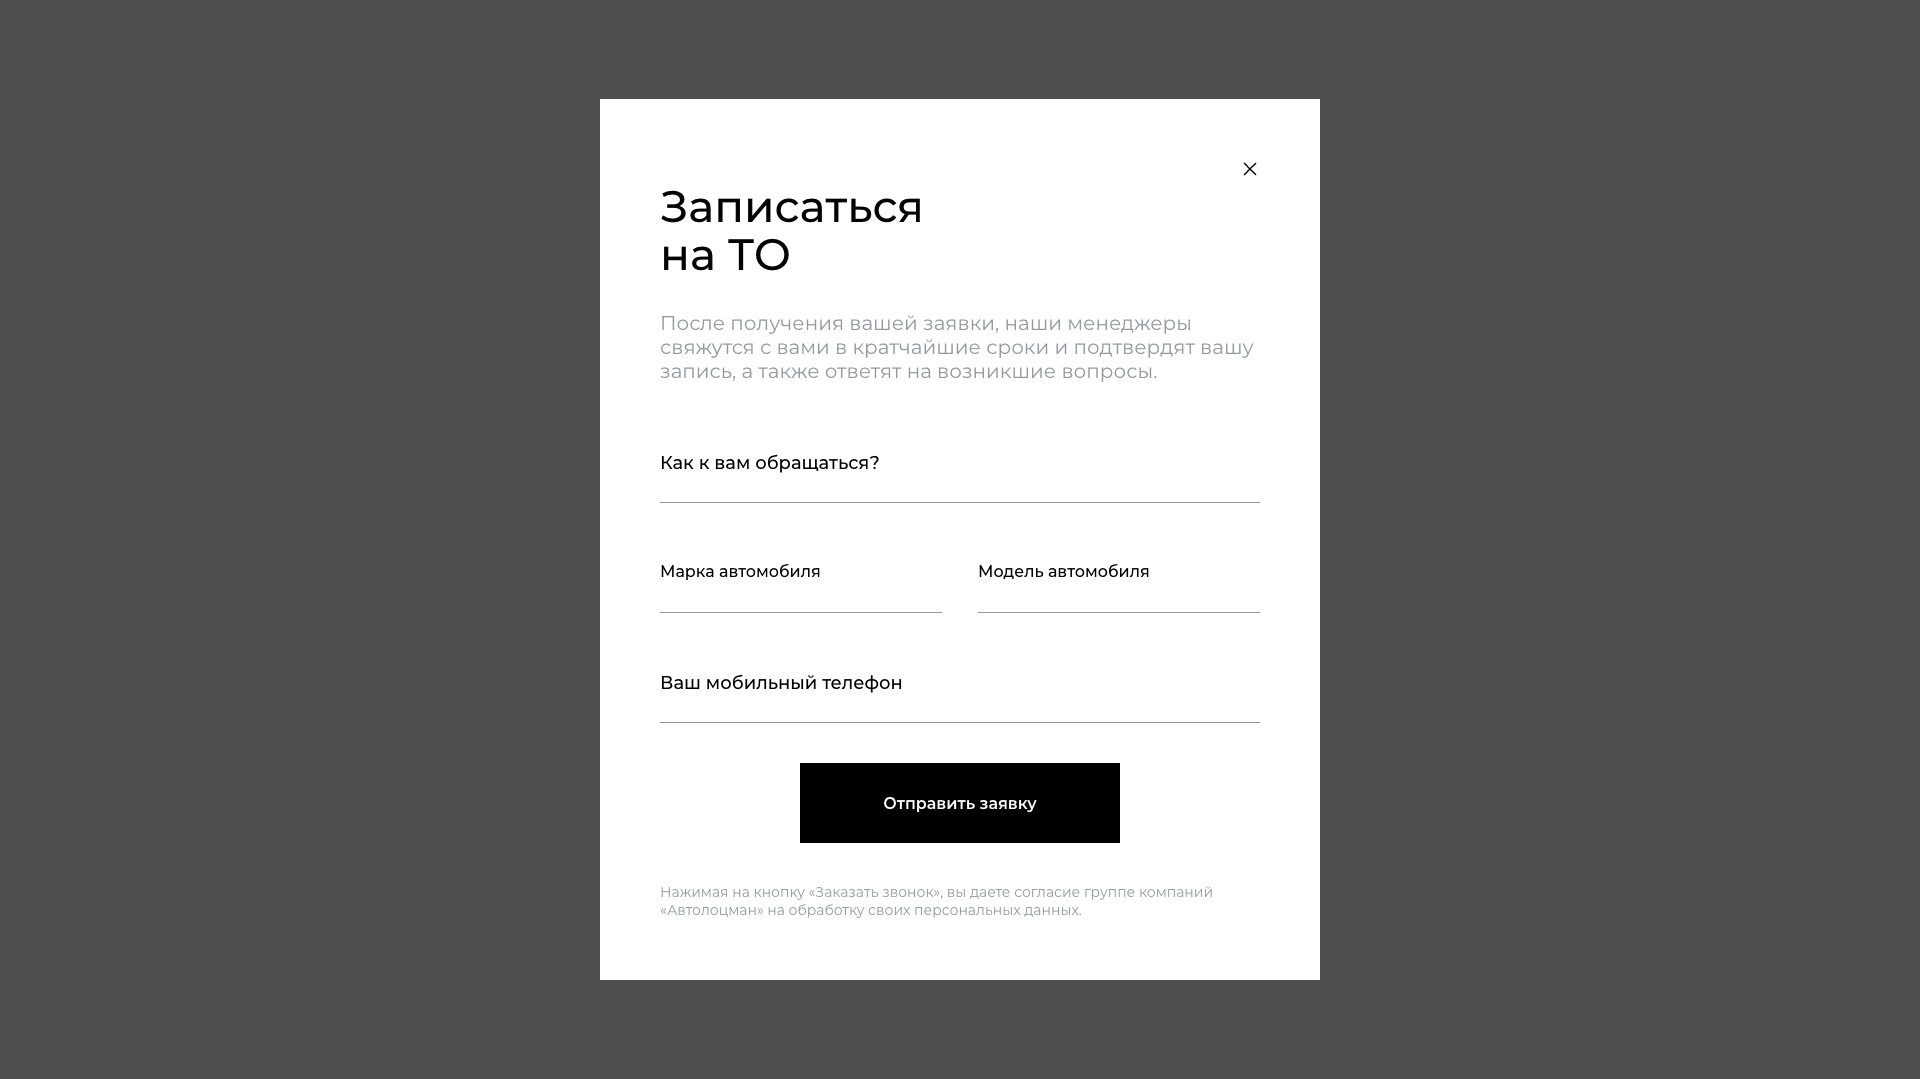 Записаться
на ТО
После получения вашей заявки, наши менеджеры
свяжутся с вами в кратчайшие сроки и подтвердят вашу
запись, а также ответят на возникшие вопросы.
Как к вам обращаться?
Марка автомобиля
Модель автомобиля
Ваш мобильный телефон
Отправить заявку
Нажимая на кнопку «Заказать звонок», вы даете согласие группе компаний
«Автолоцман» на обработку своих персональных данных.